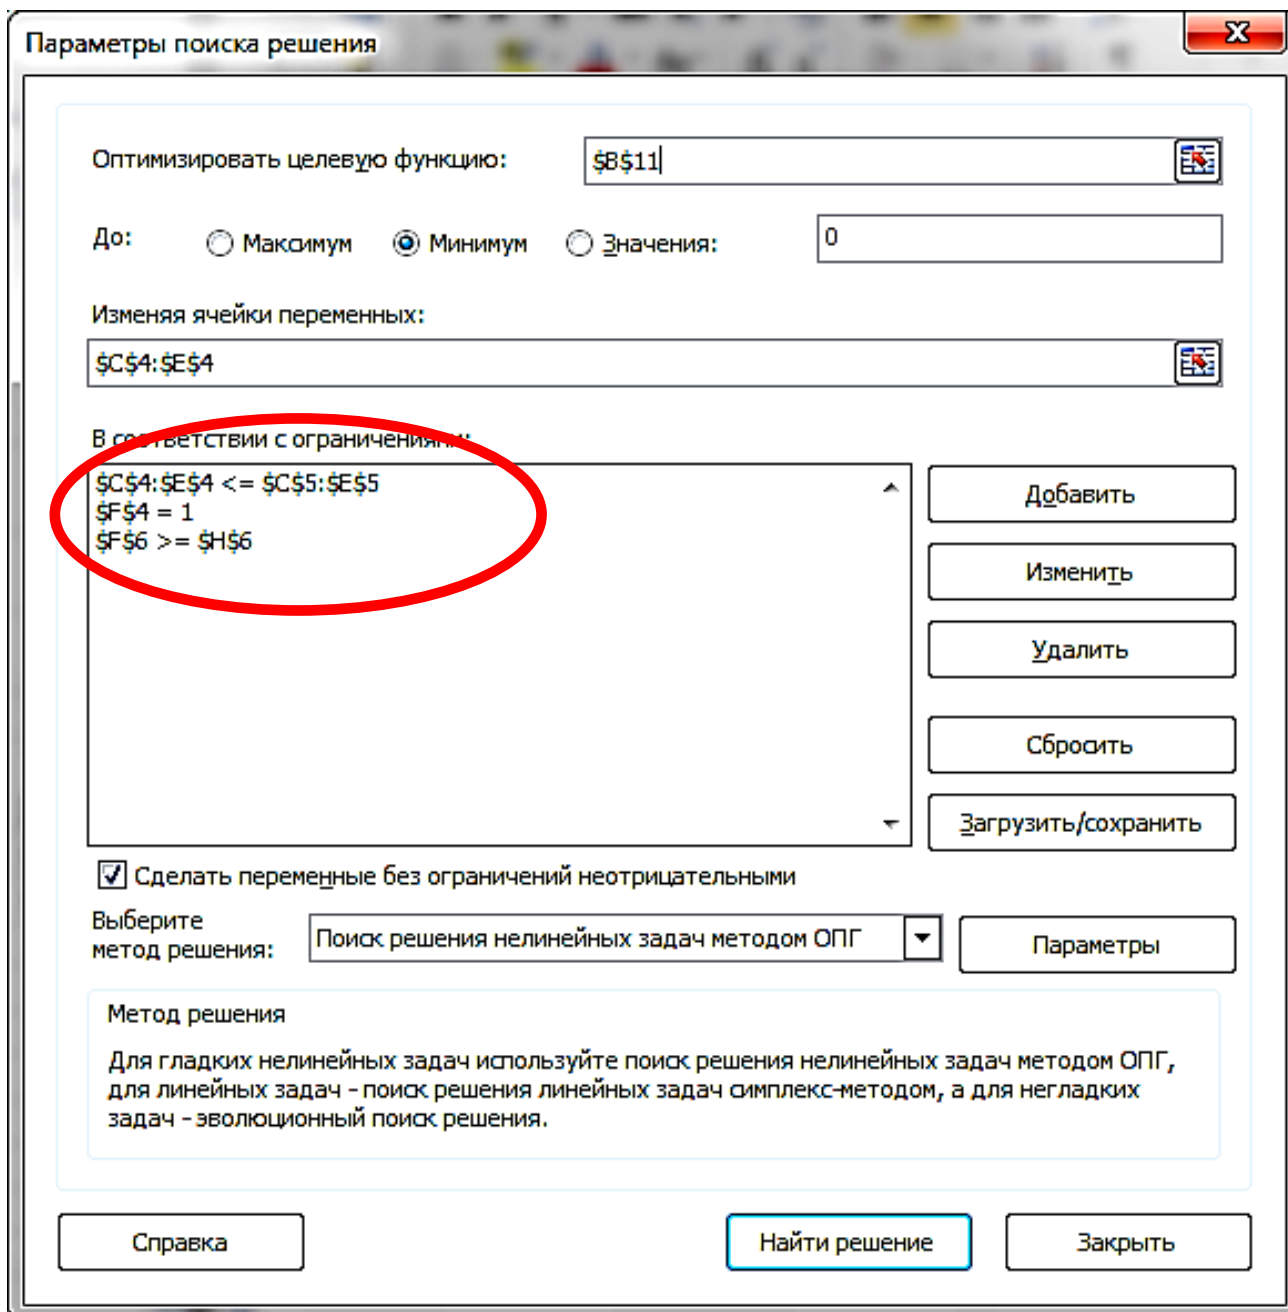 Параметры поиска решения
Оптимизировать целевую функцию:
$B$11
До:
Максимум
Минимум
Значения:
0
Изменяя ячейки переменных:
$C$4:$E$4
В соответствии с ограничениями:
$C$4:$E$4 <= $C$5:$E$5
$F$4 = 1
$F$6 >= $H$6
Добавить
Изменить
Удалить
Сбросить
Загрузить/сохранить
Сделать переменные без ограничений неотрицательными
Выберите
метод решения:
Поиск решения нелинейных задач методом ОПГ
Параметры
Метод решения
Для гладких нелинейных задач используйте поиск решения нелинейных задач методом ОПГ,
для линейных задач - поиск решения линейных задач симплекс-методом, а для негладких
задач - эволюционный поиск решения.
Справка
Найти решение
Закрыть